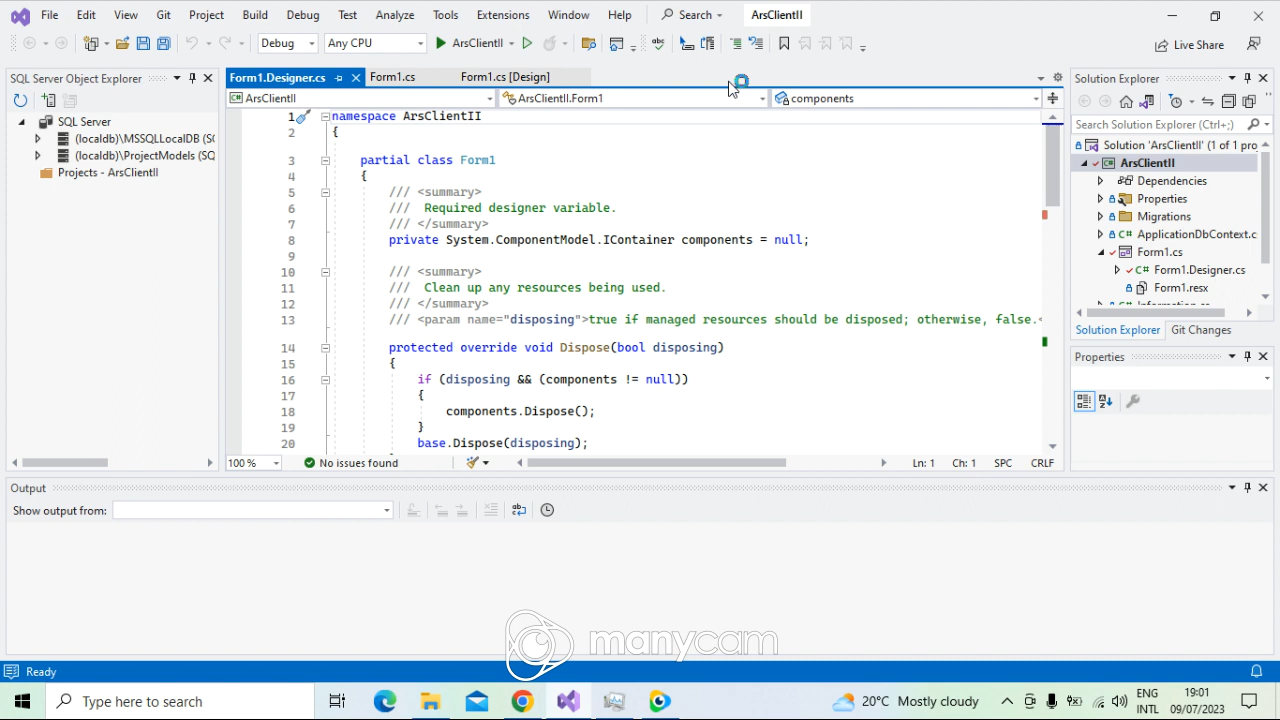 File Edit View Git Project Build Debug Test Analyze Tools Extensions Window Help Search ArsClientII
Debug Any CPU ArsClientII Live Share
SQL Server Object Explorer
SQL Server
(localdb)\MSSQLLocalDB (SQ
(localdb)\ProjectModels (SQ
Projects - ArsClientII
Form1.Designer.cs Form1.cs Form1.cs [Design]
ArsClientII ArsClientII.Form1 components
1 namespace ArsClientII
2 {
3 partial class Form1
4 {
5 /// <summary>
6 /// Required designer variable.
7 /// </summary>
8 private System.ComponentModel.IContainer components = null;
9
10 /// <summary>
11 /// Clean up any resources being used.
12 /// </summary>
13 /// <param name="disposing">true if managed resources should be disposed; otherwise, false.<
14 protected override void Dispose(bool disposing)
15 {
16 if (disposing && (components != null))
17 {
18 components.Dispose();
19 }
20 base.Dispose(disposing);
100 % No issues found Ln: 1 Ch: 1 SPC CRLF
Solution Explorer
Search Solution Explorer (Ctrl+;)
Solution 'ArsClientII' (1 of 1 pro
ArsClientII
Dependencies
Properties
Migrations
ApplicationDbContext.c
Form1.cs
Form1.Designer.cs
Form1.resx
Solution Explorer Git Changes
Properties
Output
Show output from:
manycam
Ready
Type here to search 20°C Mostly cloudy ENG INTL 19:01 09/07/2023